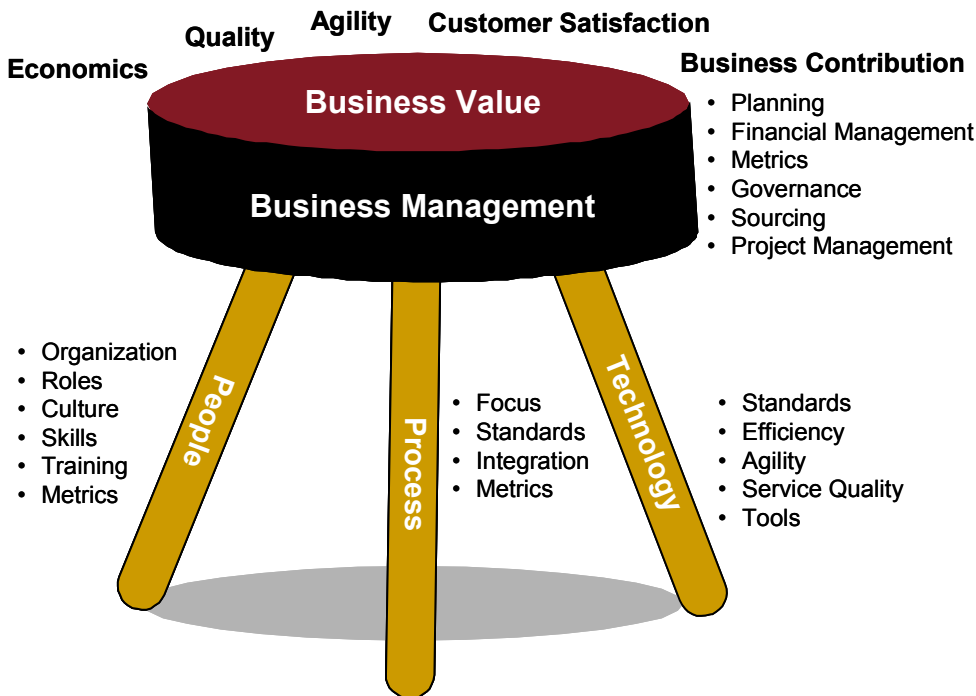 Economics
Quality
Agility
Customer Satisfaction
Business Contribution
• Planning
• Financial Management
• Metrics
• Governance
• Sourcing
• Project Management
Business Value
Business Management
• Organization
• Roles
• Culture
• Skills
• Training
• Metrics
People
Process
• Focus
• Standards
• Integration
• Metrics
Technology
• Standards
• Efficiency
• Agility
• Service Quality
• Tools